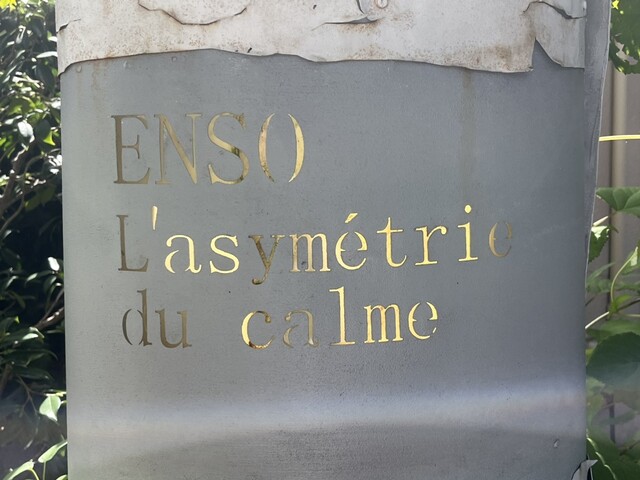 ENSO
L'asymétrie
du calme